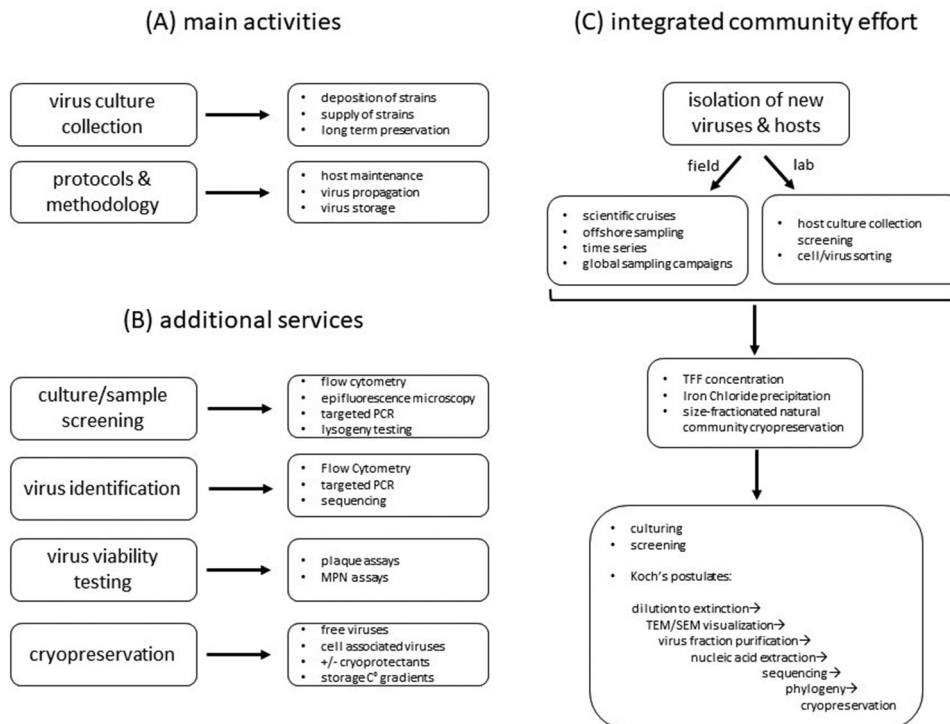 (A) main activities
virus culture
collection
• deposition of strains
• supply of strains
• long term preservation
protocols &
methodology
• host maintenance
• virus propagation
• virus storage
(B) additional services
culture/sample
screening
• flow cytometry
• epifluorescence microscopy
• targeted PCR
• lysogeny testing
virus identification
• Flow Cytometry
• targeted PCR
• sequencing
virus viability
testing
• plaque assays
• MPN assays
cryopreservation
• free viruses
• cell associated viruses
• +/- cryoprotectants
• storage C° gradients
(C) integrated community effort
isolation of new
viruses & hosts
field
lab
• scientific cruises
• offshore sampling
• time series
• global sampling campaigns
• host culture collection
screening
• cell/virus sorting
• TFF concentration
• Iron Chloride precipitation
• size-fractionated natural
community cryopreservation
• culturing
• screening
• Koch's postulates:
dilution to extinction→
TEM/SEM visualization→
virus fraction purification→
nucleic acid extraction→
sequencing→
phylogeny→
cryopreservation